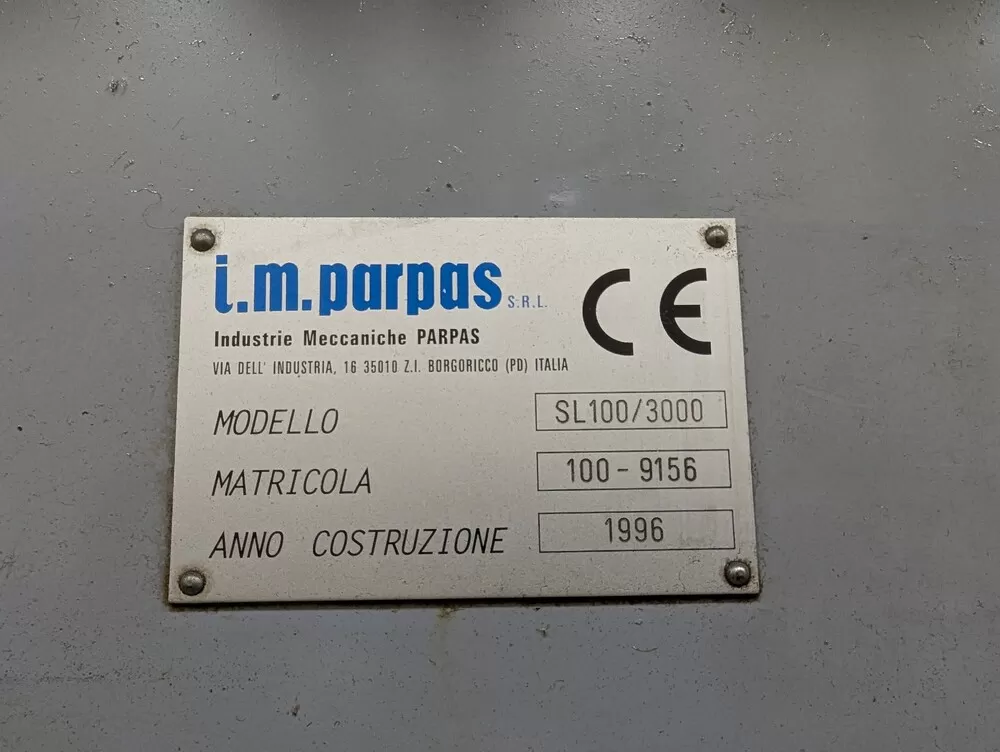 i.m.parpas S.R.L.
CE
Industrie Meccaniche PARPAS
VIA DELL' INDUSTRIA, 16 35010 Z.I. BORGORICCO (PD) ITALIA
MODELLO SL100/3000
MATRICOLA 100-9156
ANNO COSTRUZIONE 1996